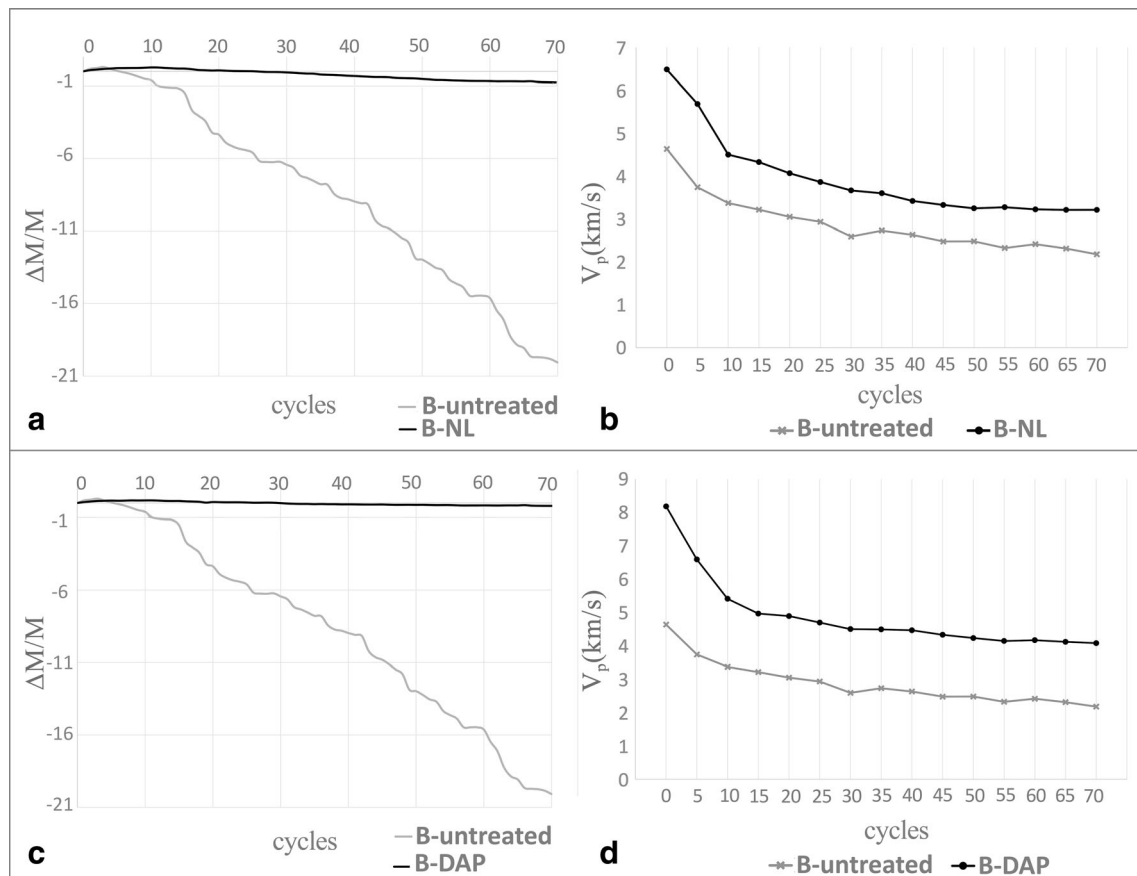 0 10 20 30 40 50 60 70
-1
-6
-11
-16
-21
ΔM/M
cycles
B-untreated
B-NL
a
7
6
5
4
3
2
1
0
Vp(km/s)
0 5 10 15 20 25 30 35 40 45 50 55 60 65 70
cycles
B-untreated B-NL
b
0 10 20 30 40 50 60 70
-1
-6
-11
-16
-21
ΔM/M
cycles
B-untreated
B-DAP
c
9
8
7
6
5
4
3
2
1
0
Vp(km/s)
0 5 10 15 20 25 30 35 40 45 50 55 60 65 70
cycles
B-untreated B-DAP
d